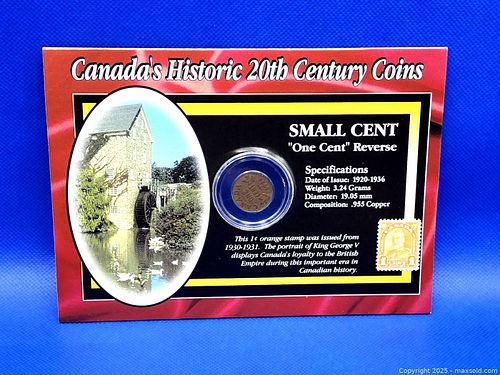 Canada's Historic 20th Century Coins
SMALL CENT
"One Cent" Reverse
Specifications
Date of Issue: 1920-1936
Weight: 3.24 Grams
Diameter: 19.05 mm
Composition: .955 Copper
This 1¢ orange stamp was issued from
1930-1931. The portrait of King George V
displays Canada's loyalty to the British
Empire during this important era in
Canadian history.
Copyright 2025 - maxsold.com